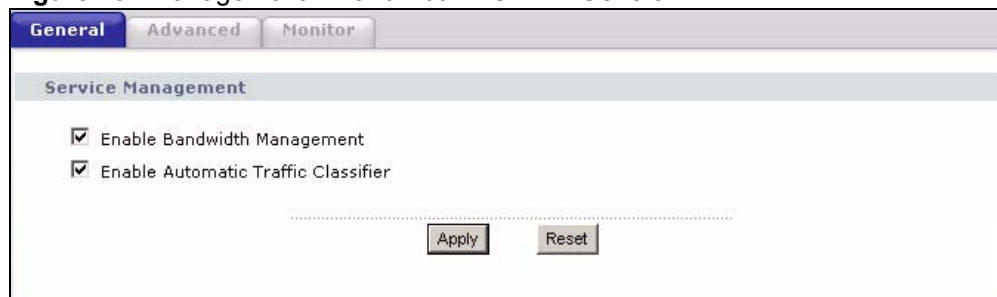 General Advanced Monitor
Service Management
Enable Bandwidth Management
Enable Automatic Traffic Classifier
Apply Reset